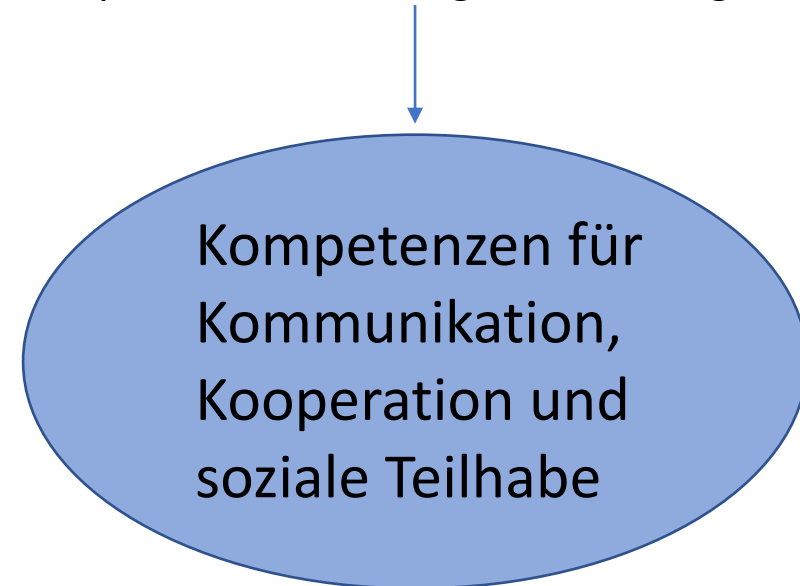 Kompetenzen für
Kommunikation,
Kooperation und
soziale Teilhabe